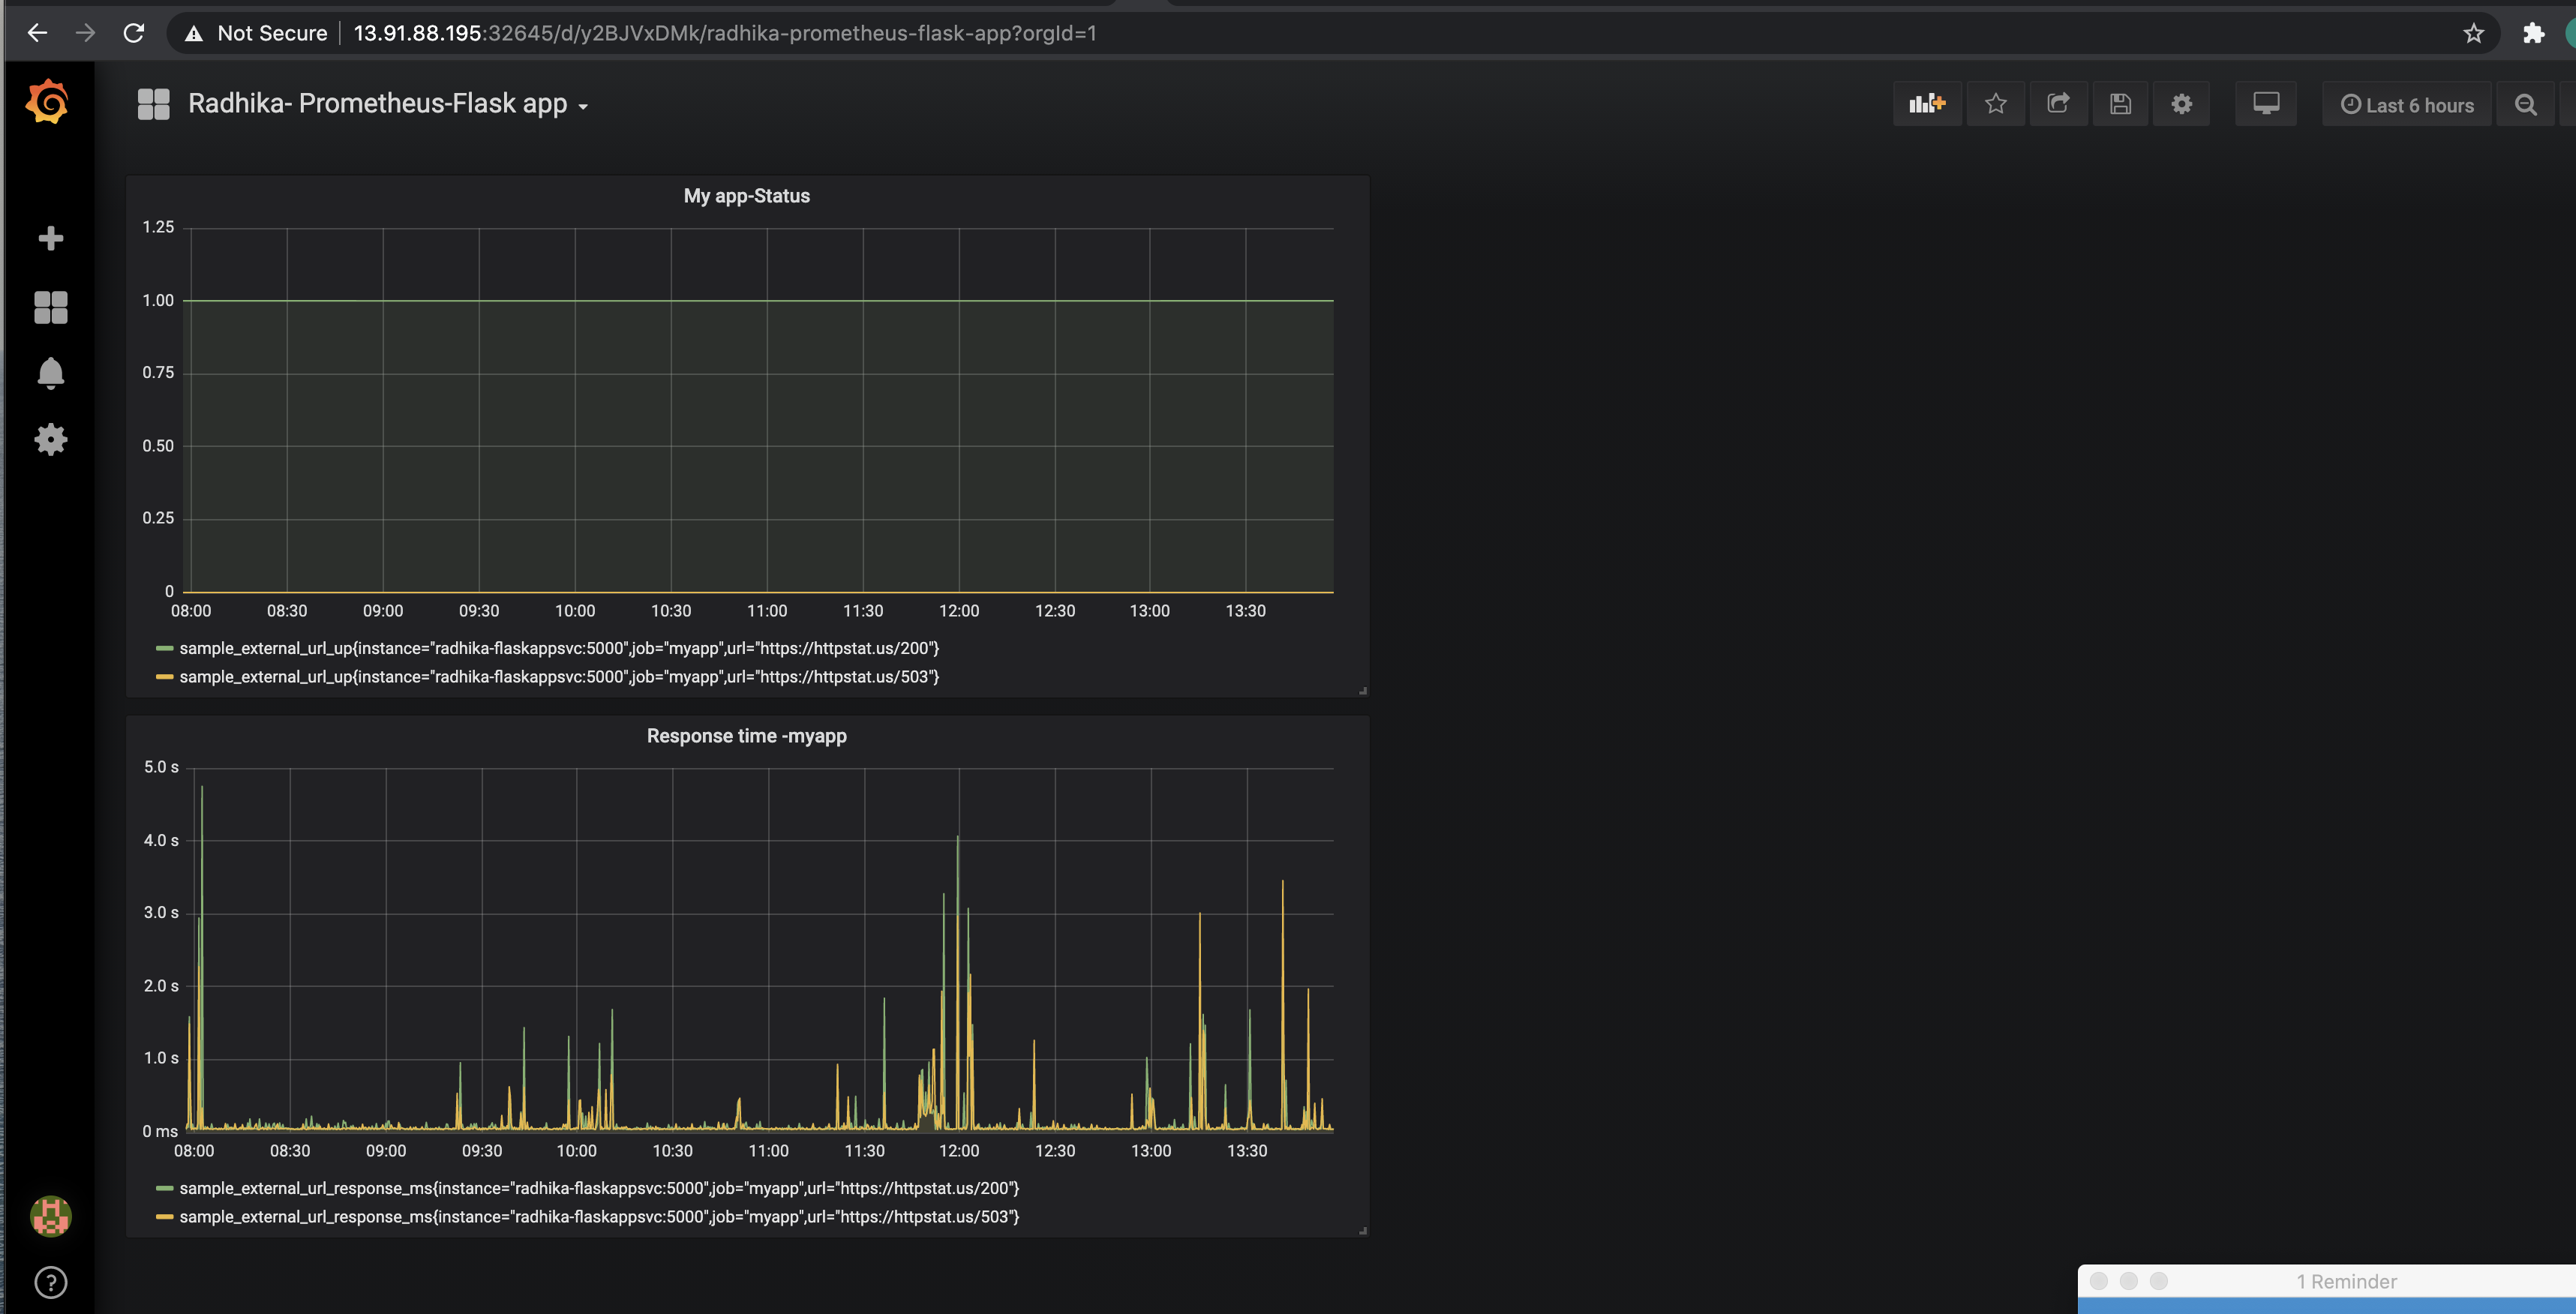 Not Secure 13.91.88.195:32645/d/y2BJVxDMk/radhika-prometheus-flask-app?orgId=1
Radhika- Prometheus-Flask app
Last 6 hours
My app-Status
1.25
1.00
0.75
0.50
0.25
0
08:00 08:30 09:00 09:30 10:00 10:30 11:00 11:30 12:00 12:30 13:00 13:30
sample_external_url_up{instance="radhika-flaskappsvc:5000",job="myapp",url="https://httpstat.us/200"}
sample_external_url_up{instance="radhika-flaskappsvc:5000",job="myapp",url="https://httpstat.us/503"}
Response time -myapp
5.0 s
4.0 s
3.0 s
2.0 s
1.0 s
0 ms
08:00 08:30 09:00 09:30 10:00 10:30 11:00 11:30 12:00 12:30 13:00 13:30
sample_external_url_response_ms{instance="radhika-flaskappsvc:5000",job="myapp",url="https://httpstat.us/200"}
sample_external_url_response_ms{instance="radhika-flaskappsvc:5000",job="myapp",url="https://httpstat.us/503"}
1 Reminder